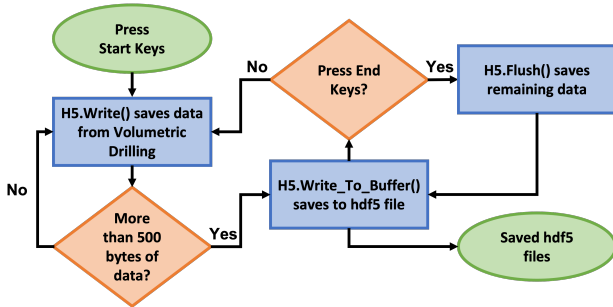 Press
Start Keys
H5.Write() saves data
from Volumetric
Drilling
No
More
than 500
bytes of
data?
Yes
No
Press End
Keys?
Yes
H5.Flush() saves
remaining data
H5.Write_To_Buffer()
saves to hdf5 file
Saved hdf5
files